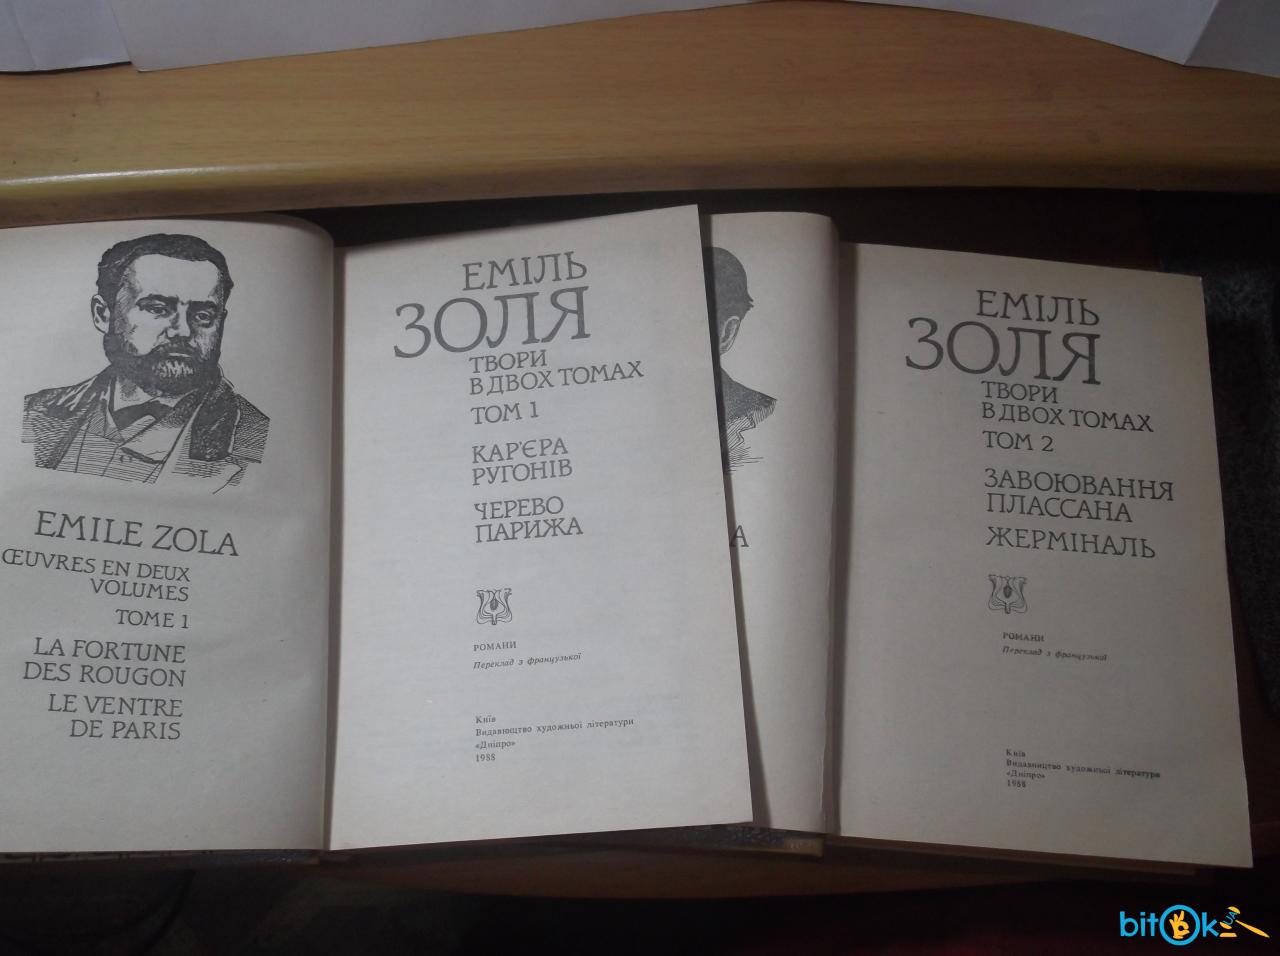 EMILE ZOLA
ŒUVRES EN DEUX
VOLUMES
TOME 1
LA FORTUNE
DES ROUGON
LE VENTRE
DE PARIS
ЕМІЛЬ
ЗОЛЯ
ТВОРИ
В ДВОХ ТОМАХ
ТОМ 1
КАР'ЄРА
РУГОНІВ
ЧЕРЕВО
ПАРИЖА
РОМАНИ
Переклад з французької
Київ
Видавництво художньої літератури
«Дніпро»
1988
A
ЕМІЛЬ
ЗОЛЯ
ТВОРИ
В ДВОХ ТОМАХ
ТОМ 2
ЗАВОЮВАННЯ
ПЛАССАНА
ЖЕРМІНАЛЬ
РОМАНИ
Переклад з французької
Київ
Видавництво художньої літератури
«Дніпро»
1988
bitok UA